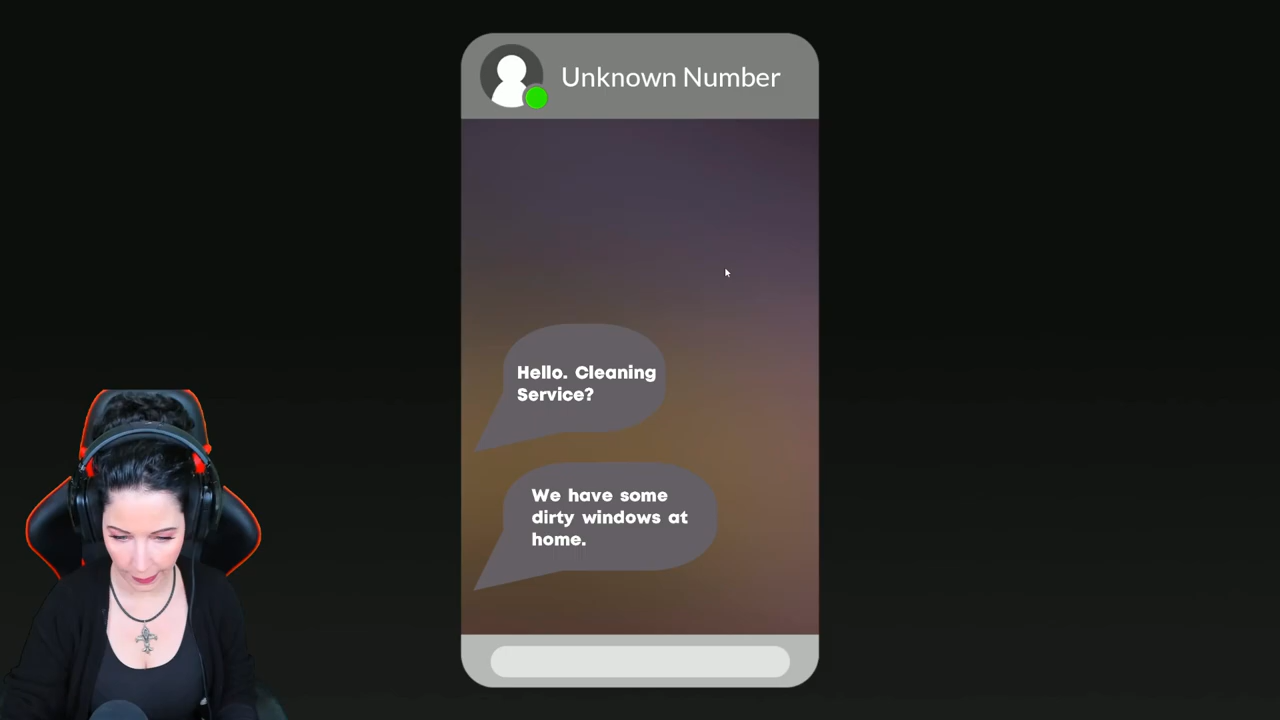 Unknown Number
Hello. Cleaning
Service?
We have some
dirty windows at
home.